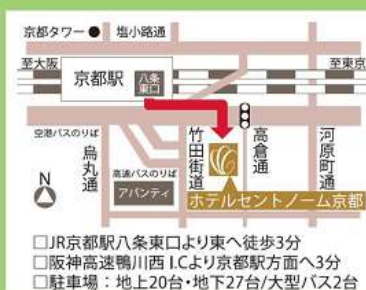 京都タワー● 塩小路通
至大阪
至東京
京都駅
八条東口
空港バスのりば
烏丸通
高速バスのりば
アバンティ
竹田街道
高倉通
河原町通
N
ホテルセントノーム京都
□JR京都駅八条東口より東へ徒歩3分
□阪神高速鴨川西I.Cより京都駅方面へ3分
□駐車場:地上20台・地下27台/大型バス2台